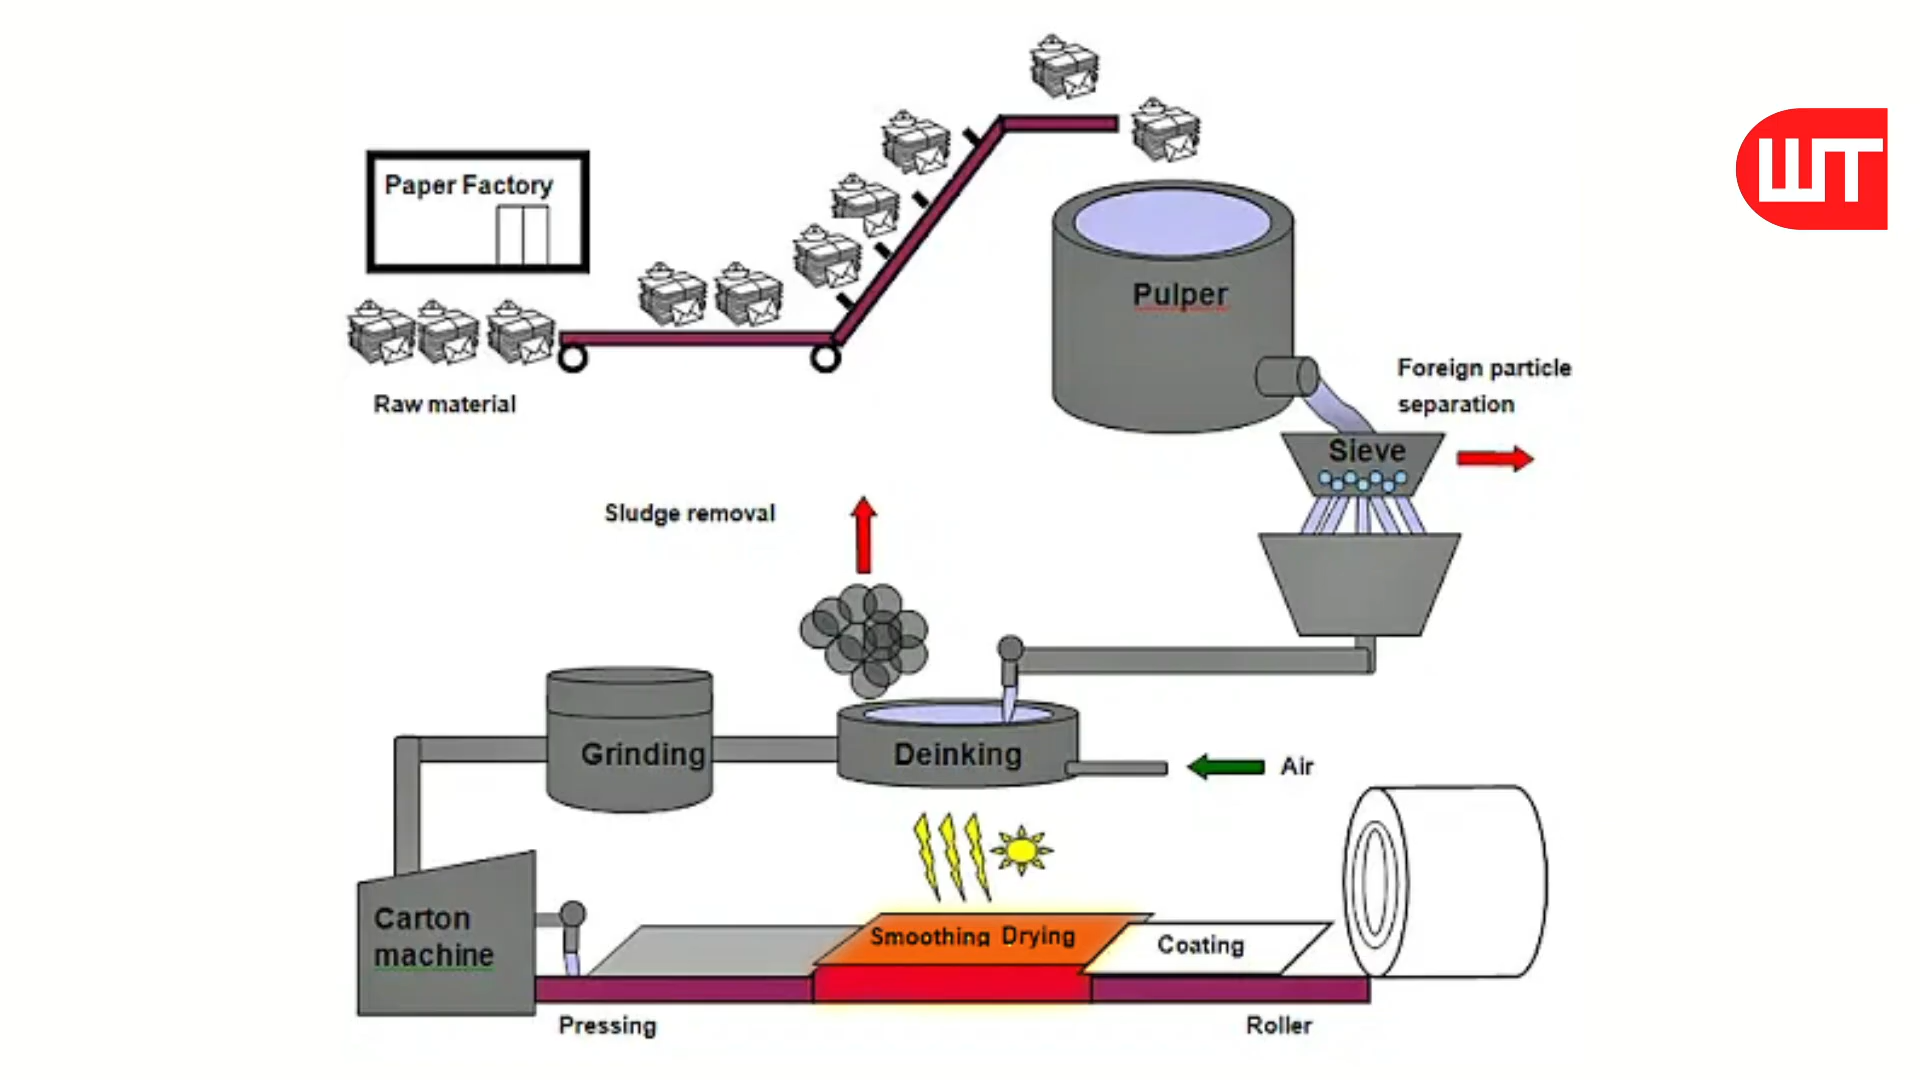 Paper Factory
Raw material
Pulper
Foreign particle
separation
Sieve
Sludge removal
Grinding
Deinking
Air
Carton
machine
Smoothing Drying
Coating
Pressing
Roller
WT